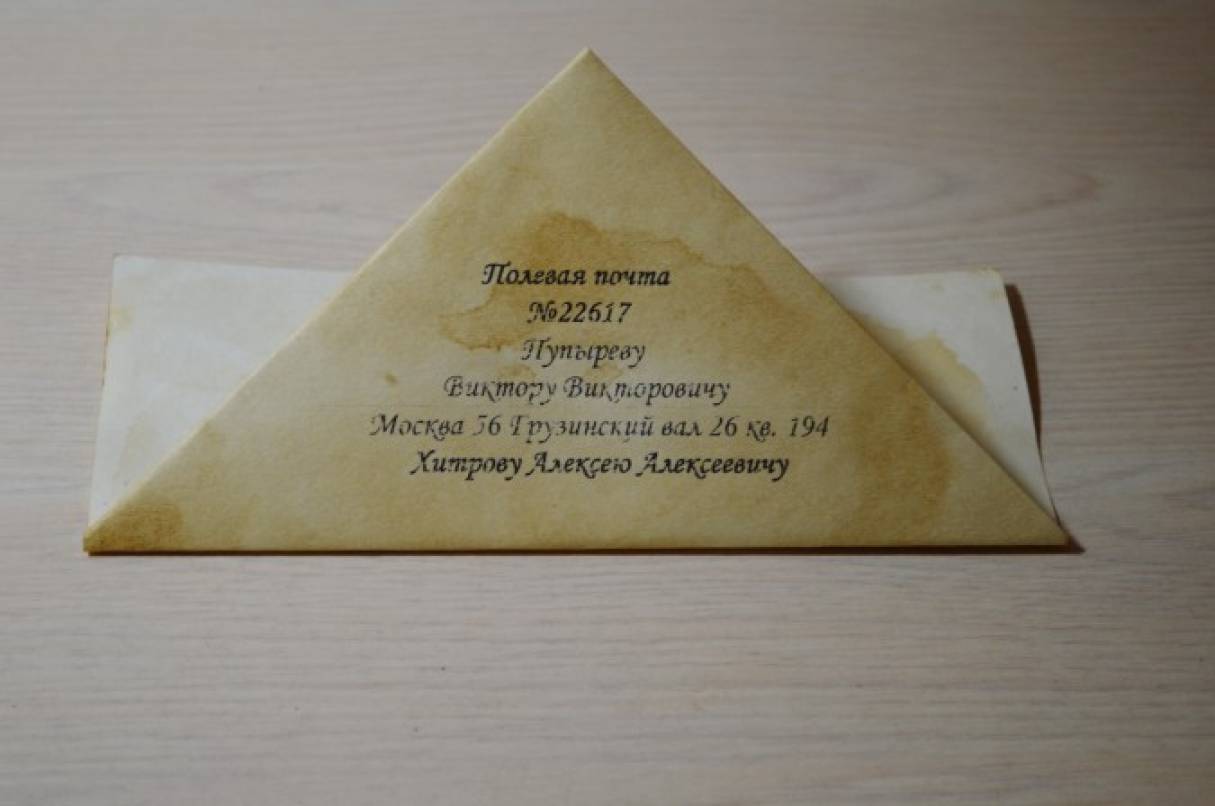 Полевая почта
№22617
Пупыреву
Виктору Викторовичу
Москва 56 Грузинский вал 26 кв. 194
Хитрову Алексею Алексеевичу